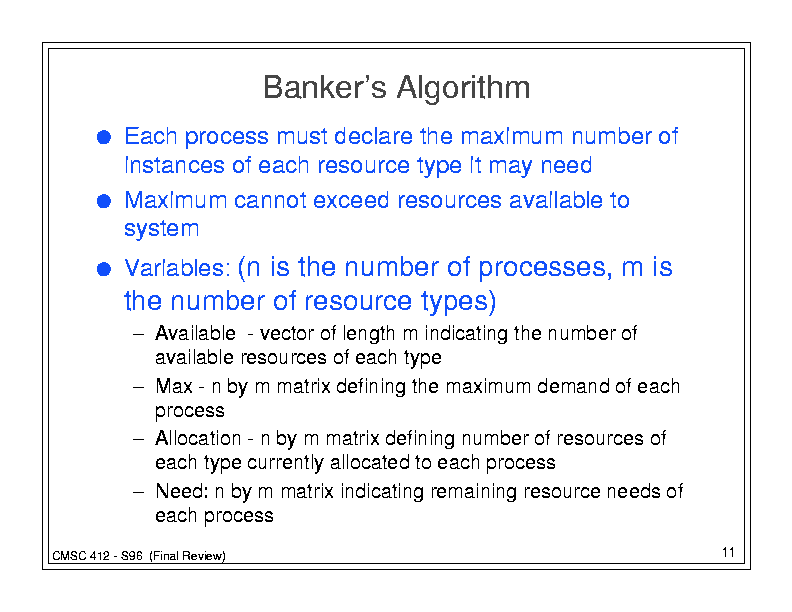 Banker's Algorithm
● Each process must declare the maximum number of
instances of each resource type it may need
● Maximum cannot exceed resources available to
system
● Variables: (n is the number of processes, m is
the number of resource types)
– Available - vector of length m indicating the number of
available resources of each type
– Max - n by m matrix defining the maximum demand of each
process
– Allocation - n by m matrix defining number of resources of
each type currently allocated to each process
– Need: n by m matrix indicating remaining resource needs of
each process
CMSC 412 - S96 (Final Review)
11